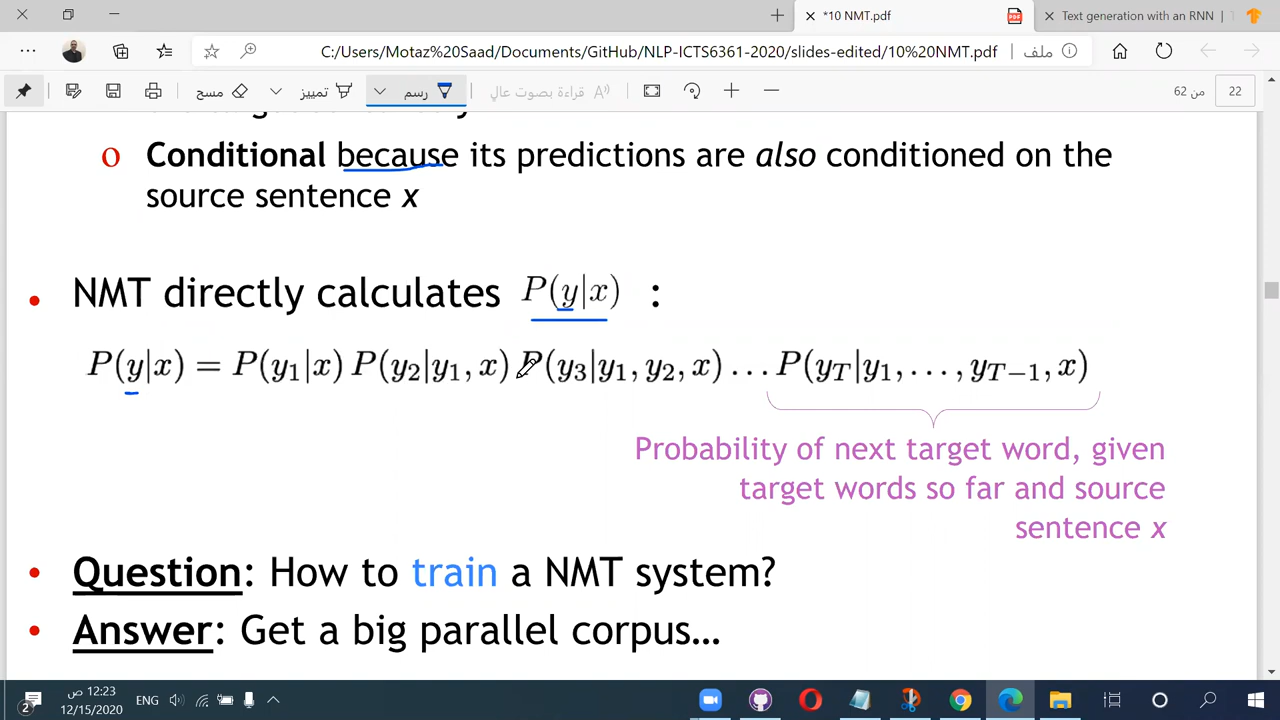 *10 NMT.pdf
Text generation with an RNN
C:/Users/Motaz%20Saad/Documents/GitHub/NLP-ICTS6361-2020/slides-edited/10%20NMT.pdf
ملف
مسح
تمييز
رسم
قراءة بصوت عالٍ
من 62
22
o Conditional because its predictions are also conditioned on the
source sentence x
• NMT directly calculates P(y|x) :
P(y|x) = P(y₁|x) P(y₂|y₁, x) P(y₃|y₁, y₂, x) … P(y_T|y₁, …, y_{T−1}, x)
Probability of next target word, given
target words so far and source
sentence x
• Question: How to train a NMT system?
• Answer: Get a big parallel corpus…
2
12:23 ص
12/15/2020
ENG